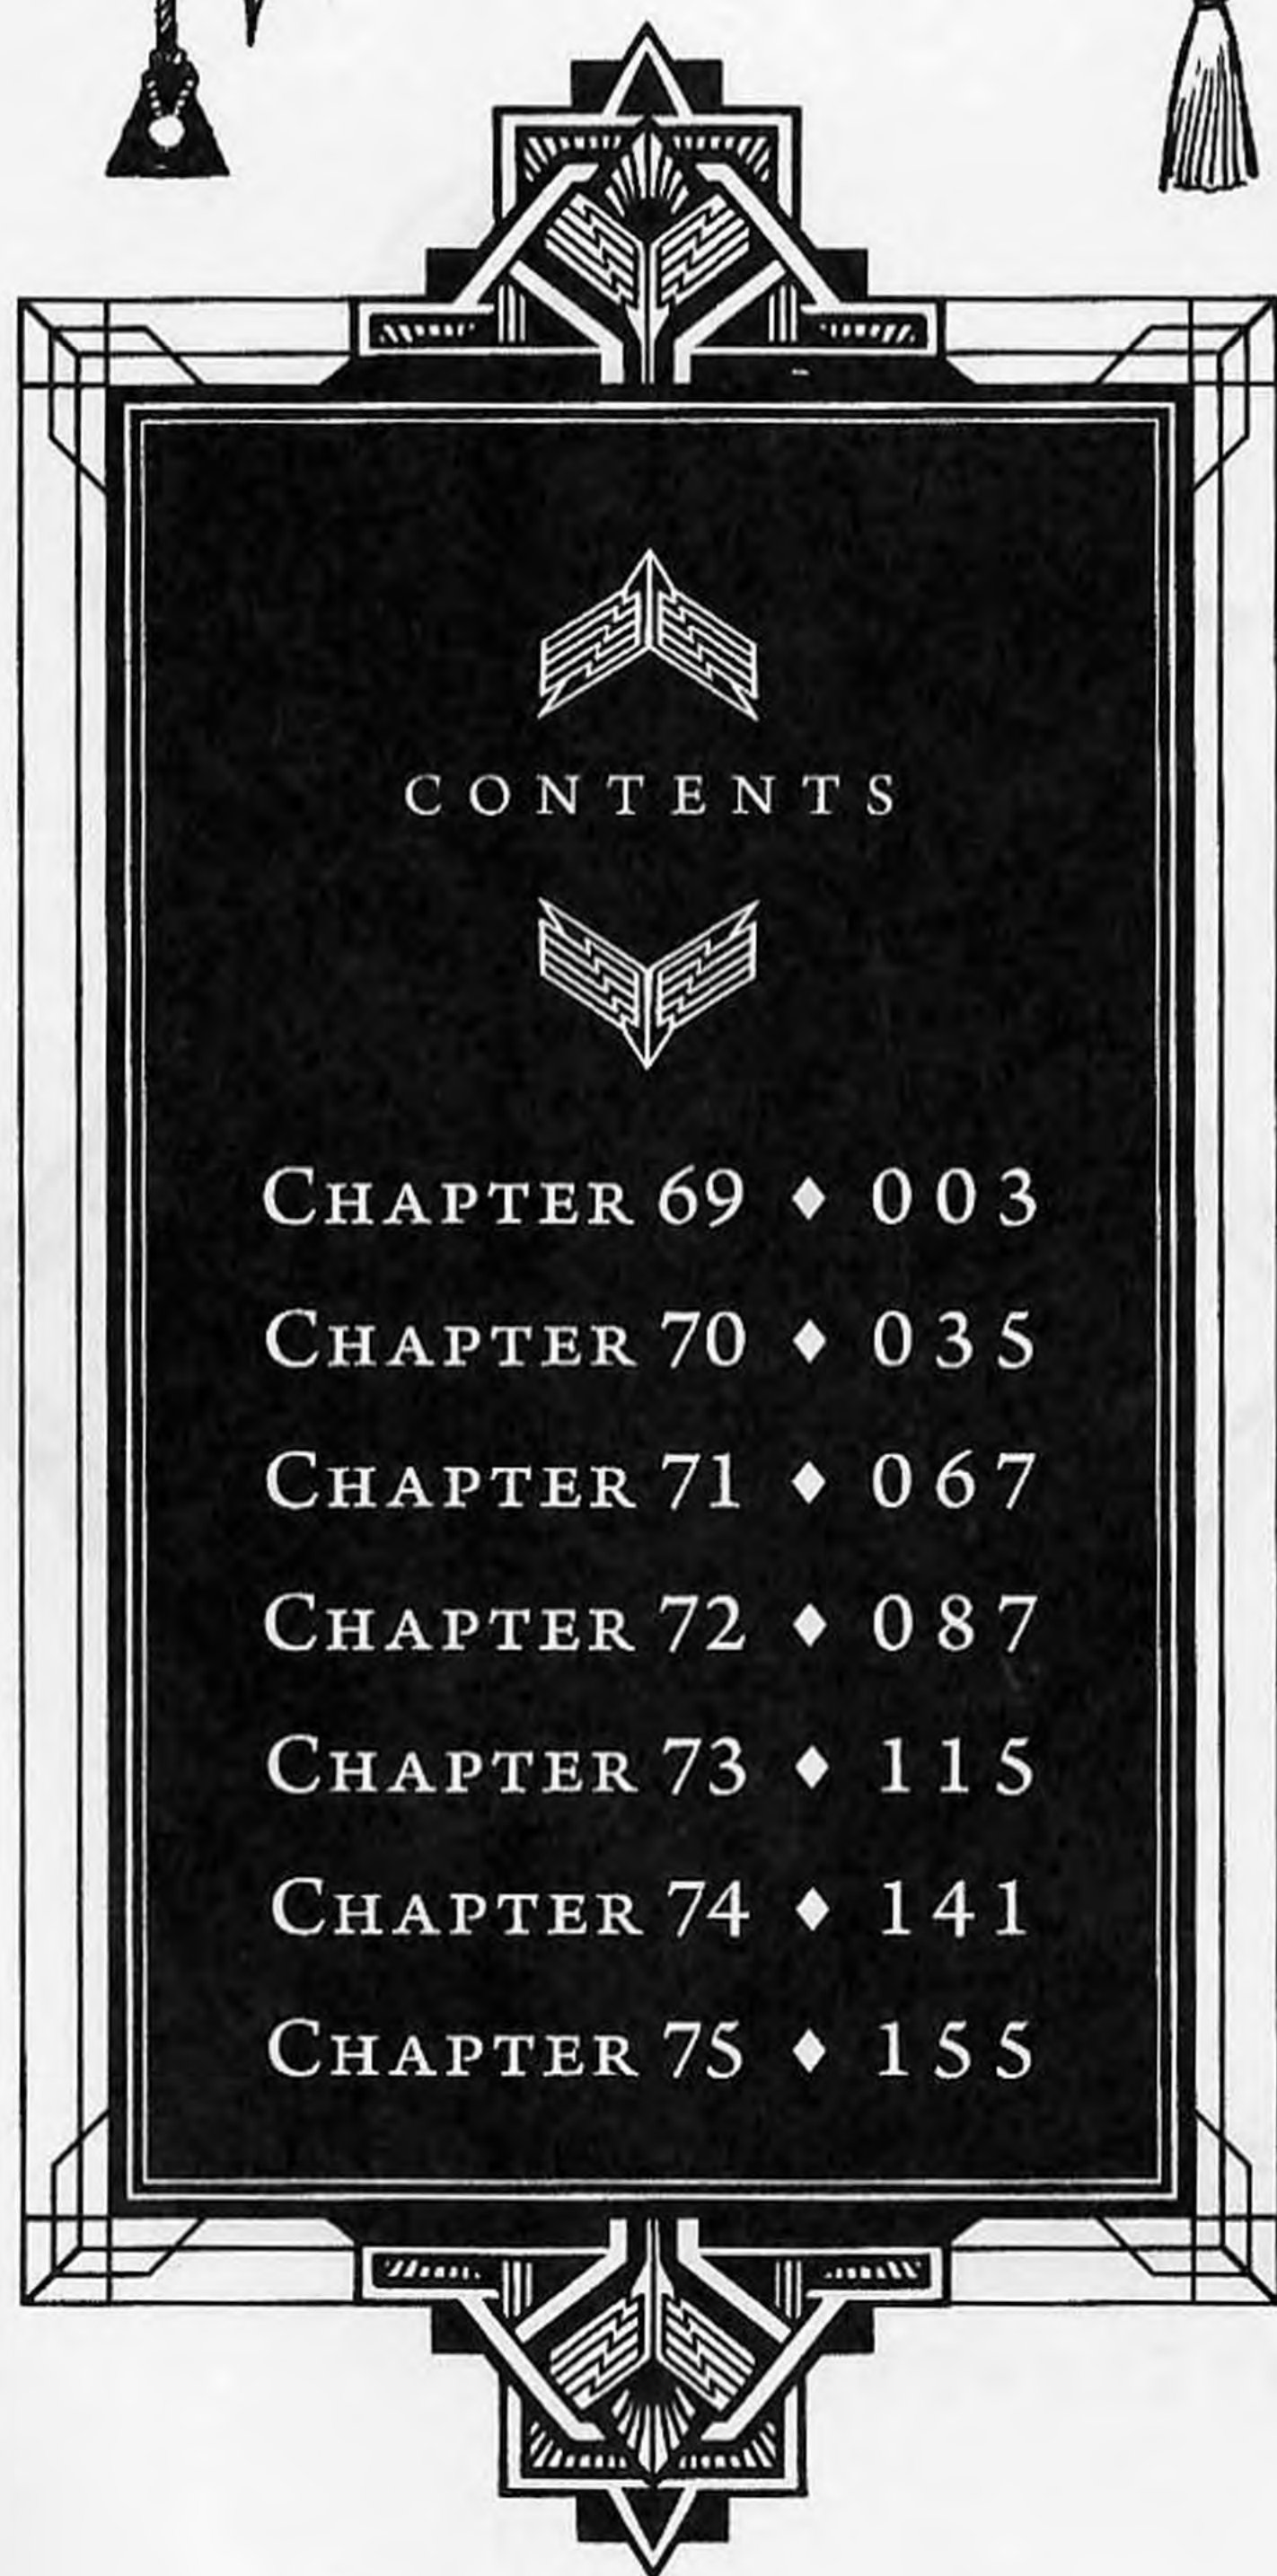 CONTENTS
CHAPTER 69 ♦ 003
CHAPTER 70 ♦ 035
CHAPTER 71 ♦ 067
CHAPTER 72 ♦ 087
CHAPTER 73 ♦ 115
CHAPTER 74 ♦ 141
CHAPTER 75 ♦ 155